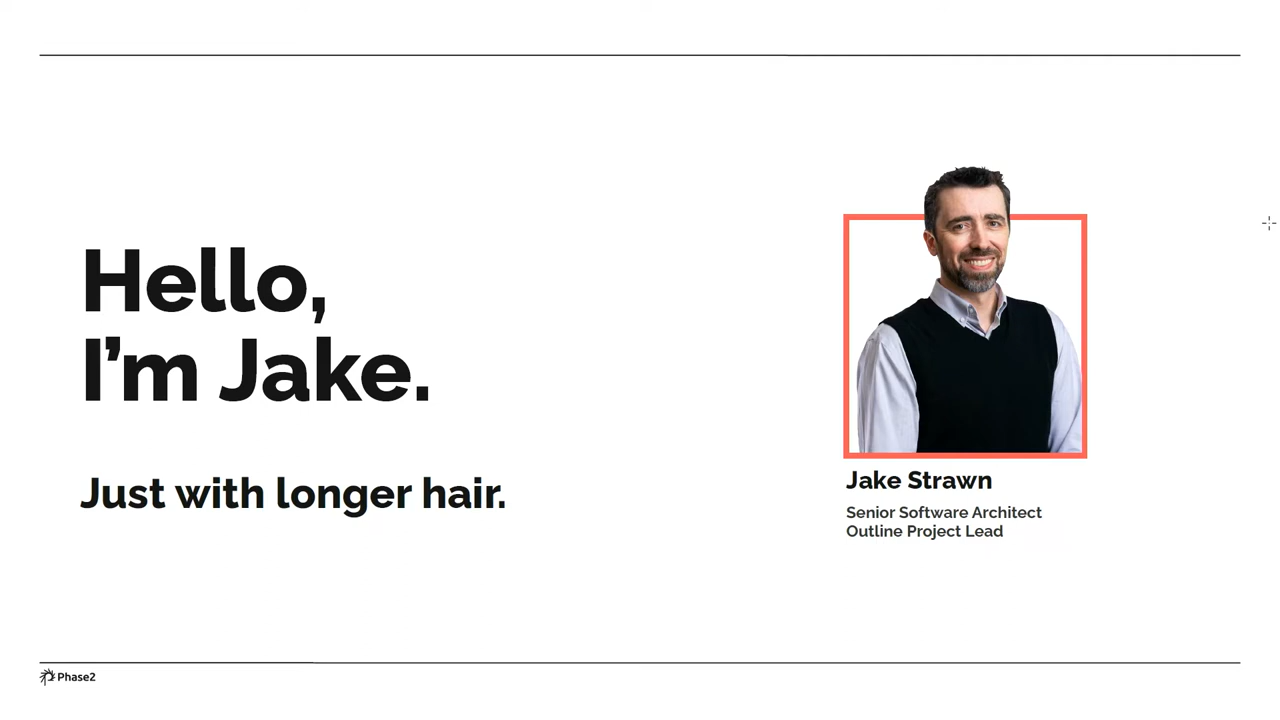 Hello,
I'm Jake.
Just with longer hair.
Jake Strawn
Senior Software Architect
Outline Project Lead
Phase2